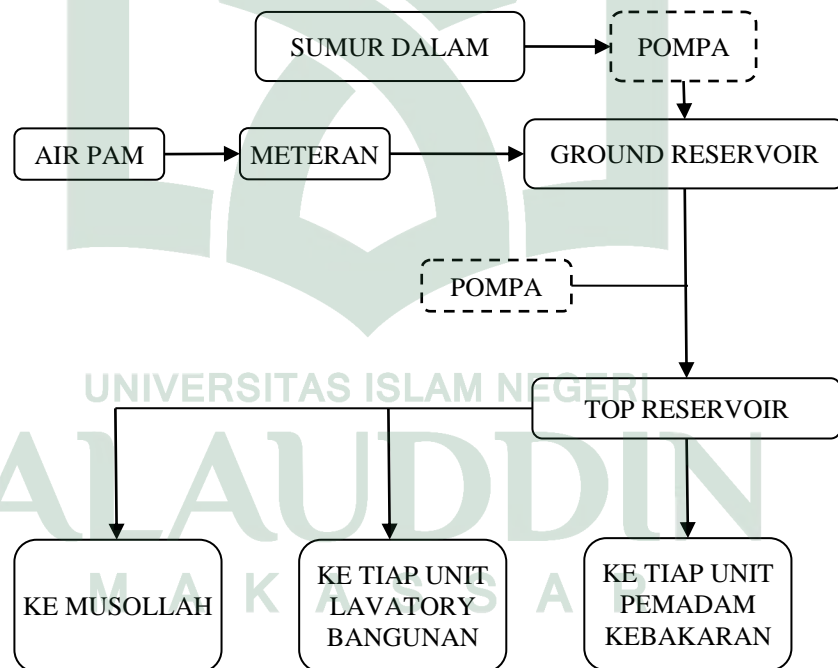 SUMUR DALAM
POMPA
AIR PAM
METERAN
GROUND RESERVOIR
POMPA
UNIVERSITAS ISLAM NEGERI
TOP RESERVOIR
ALAUDDIN
KE MUSOLLAH
KE TIAP UNIT
LAVATORY
BANGUNAN
KE TIAP UNIT
PEMADAM
KEBAKARAN
MAKASSAR